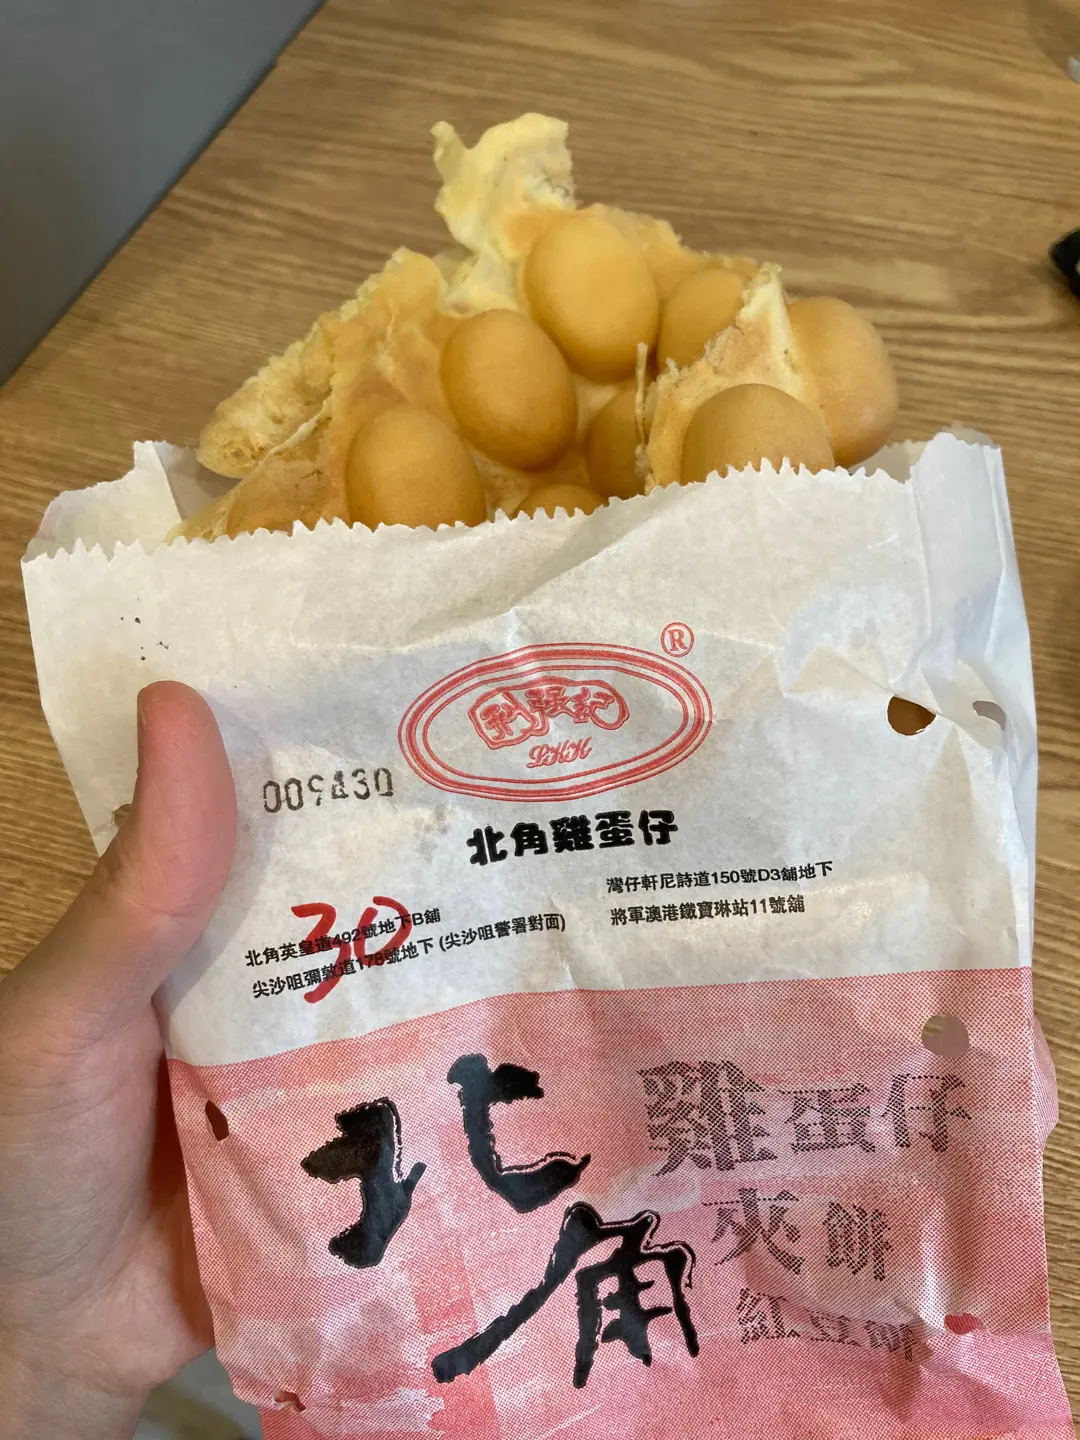 ®
利強記
LKK
009430
北角雞蛋仔
30
北角英皇道492號地下B舖
尖沙咀彌敦道178號地下 (尖沙咀警署對面)
灣仔軒尼詩道150號D3舖地下
將軍澳港鐵寶琳站11號舖
北角
雞蛋仔
夾餅
紅豆餅